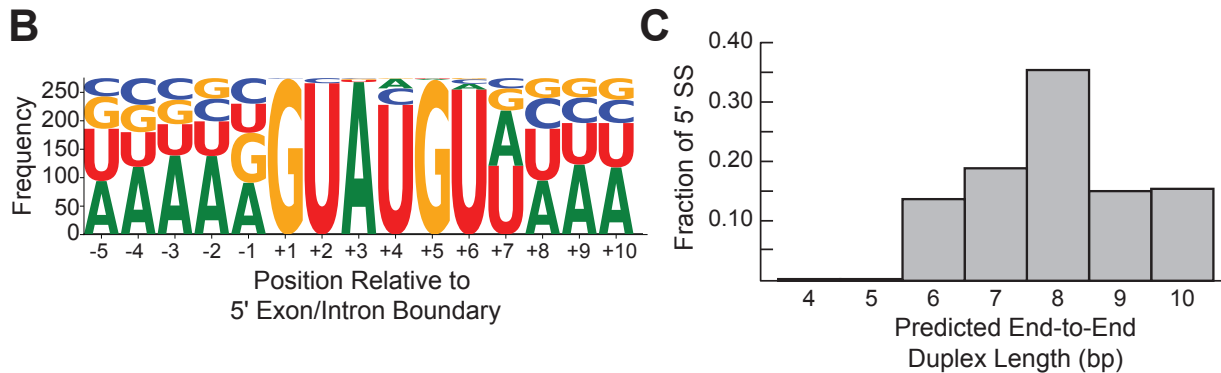 B
C
250
200
150
100
50
0
Frequency
C C C G C C A C C G G G
G G G C U C A G C C C
U U U U G G U A U G U A U U U
A A A A A U A A A
-5 -4 -3 -2 -1 +1 +2 +3 +4 +5 +6 +7 +8 +9 +10
Position Relative to
5' Exon/Intron Boundary
0.40
0.30
0.20
0.10
Fraction of 5' SS
4 5 6 7 8 9 10
Predicted End-to-End
Duplex Length (bp)